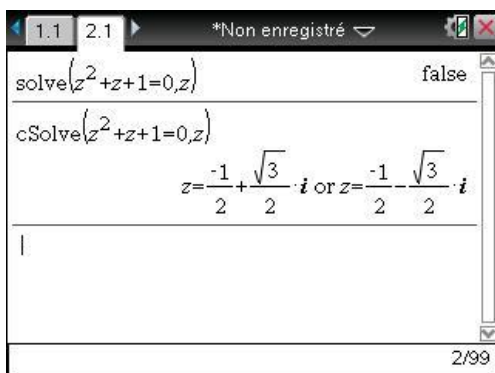 1.1 2.1 *Non enregistré
solve(z²+z+1=0,z) false
cSolve(z²+z+1=0,z)
z=-1/2+√3/2·i or z=-1/2-√3/2·i
2/99